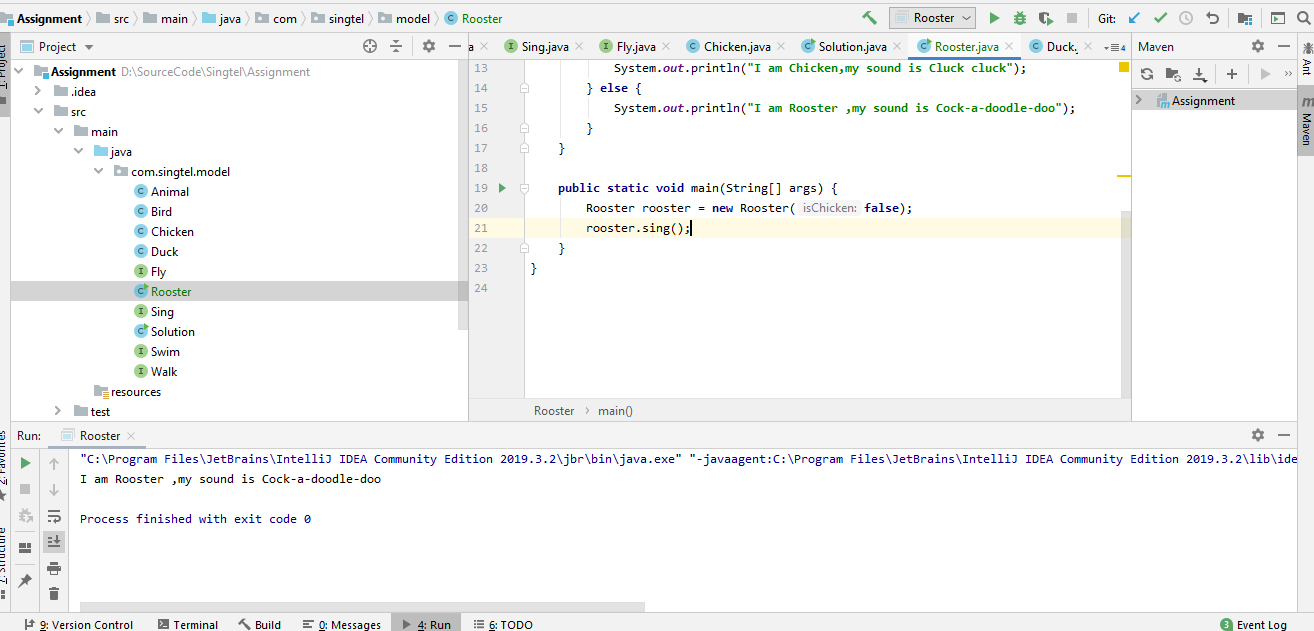 Assignment src main java com singtel model Rooster Rooster Git:
Project
a Sing.java Fly.java Chicken.java Solution.java Rooster.java Duck. 4
Maven
1: Project
Assignment D:\SourceCode\Singtel\Assignment
.idea
src
main
java
com.singtel.model
Animal
Bird
Chicken
Duck
Fly
Rooster
Sing
Solution
Swim
Walk
resources
test
13 System.out.println("I am Chicken,my sound is Cluck cluck");
14 } else {
15 System.out.println("I am Rooster ,my sound is Cock-a-doodle-doo");
16 }
17 }
18
19 public static void main(String[] args) {
20 Rooster rooster = new Rooster( isChicken: false);
21 rooster.sing();
22 }
23 }
24
Rooster main()
Assignment
Ant
m Maven
Run: Rooster
"C:\Program Files\JetBrains\IntelliJ IDEA Community Edition 2019.3.2\jbr\bin\java.exe" "-javaagent:C:\Program Files\JetBrains\IntelliJ IDEA Community Edition 2019.3.2\lib\ide
I am Rooster ,my sound is Cock-a-doodle-doo
Process finished with exit code 0
2: Favorites
7: Structure
9: Version Control Terminal Build 0: Messages 4: Run 6: TODO 3 Event Log